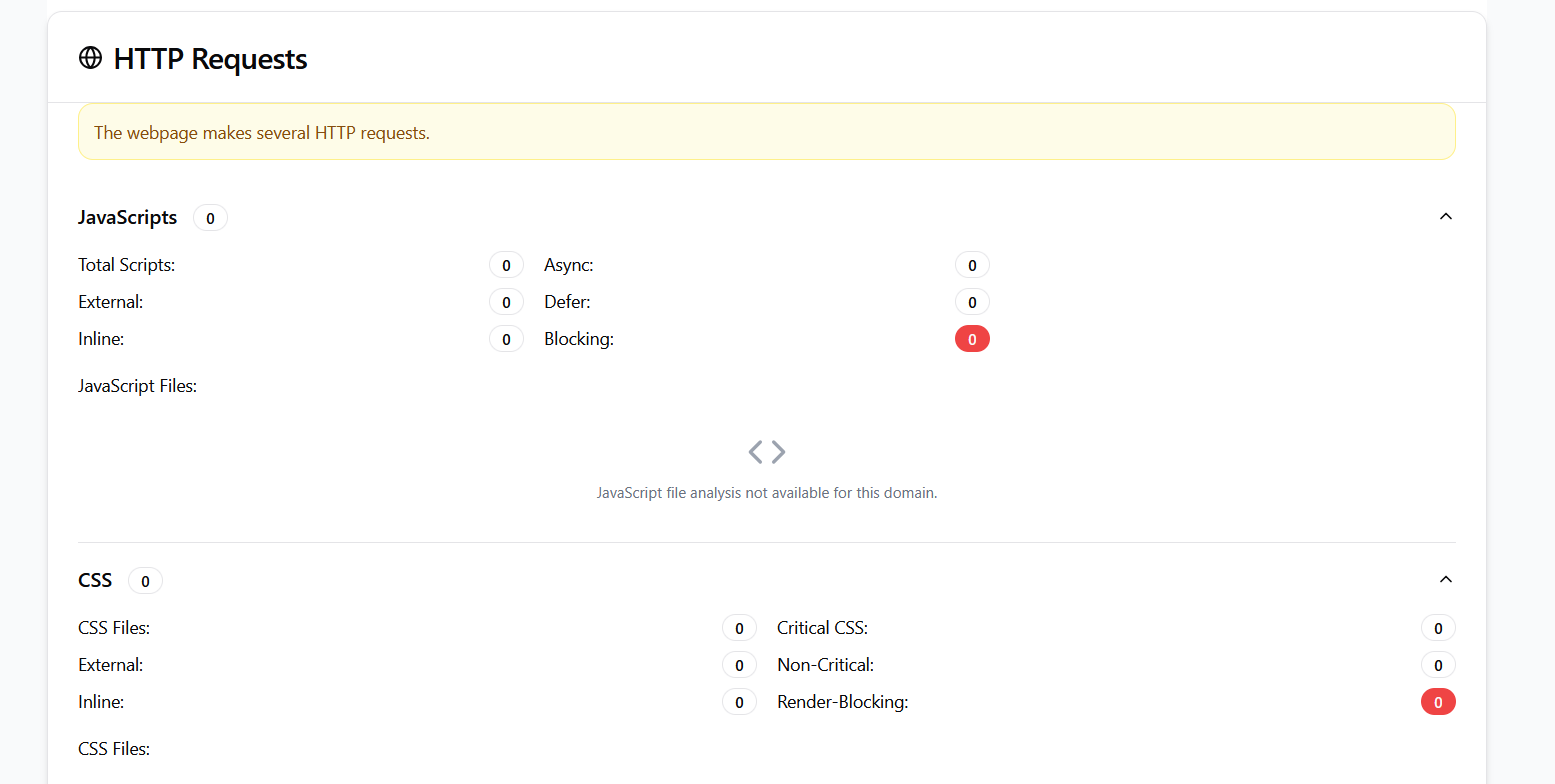 HTTP Requests
The webpage makes several HTTP requests.
JavaScripts 0
Total Scripts: 0 Async: 0
External: 0 Defer: 0
Inline: 0 Blocking: 0
JavaScript Files:
JavaScript file analysis not available for this domain.
CSS 0
CSS Files: 0 Critical CSS: 0
External: 0 Non-Critical: 0
Inline: 0 Render-Blocking: 0
CSS Files: